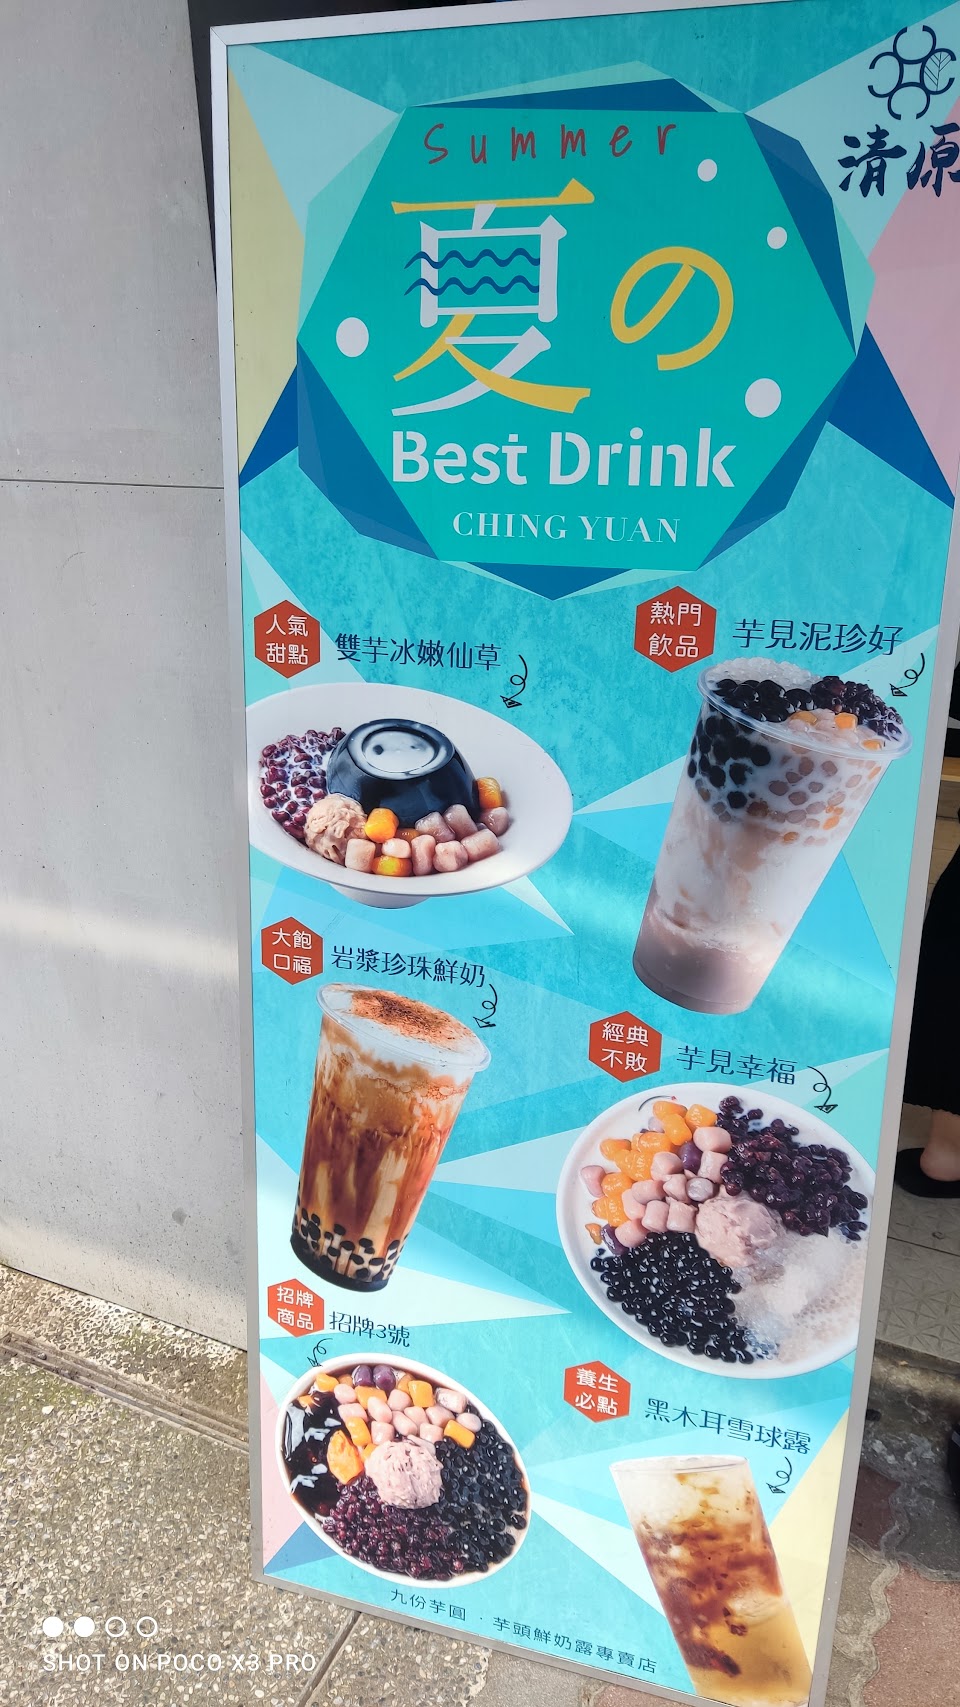 清原
Summer
夏の
Best Drink
CHING YUAN
人氣
甜點
雙芋冰嫩仙草
熱門
飲品
芋見泥珍好
大飽
口福
岩漿珍珠鮮奶
經典
不敗
芋見幸福
招牌
商品
招牌3號
養生
必點
黑木耳雪球露
九份芋圓 · 芋頭鮮奶露專賣店
SHOT ON POCO X3 PRO